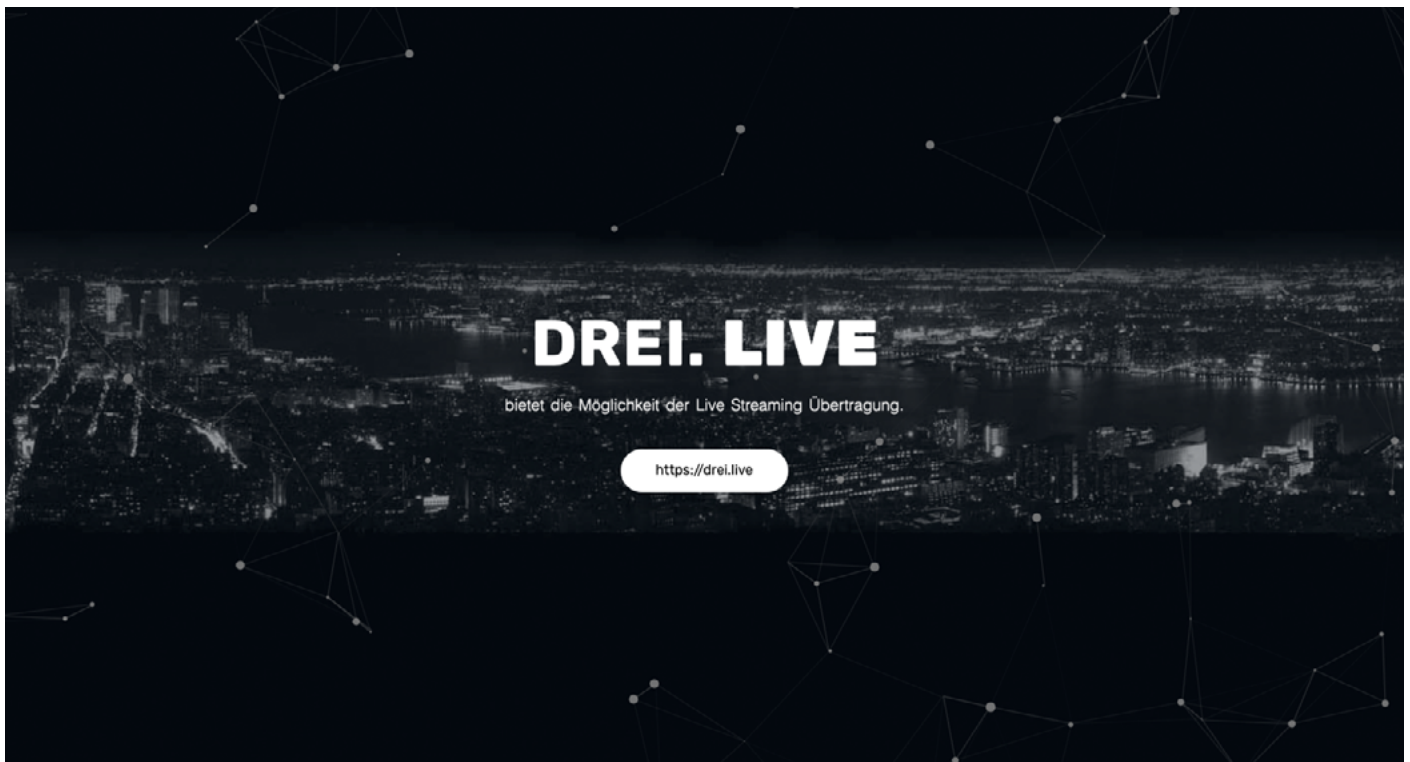 DREI. LIVE
bietet die Möglichkeit der Live Streaming Übertragung.
https://drei.live